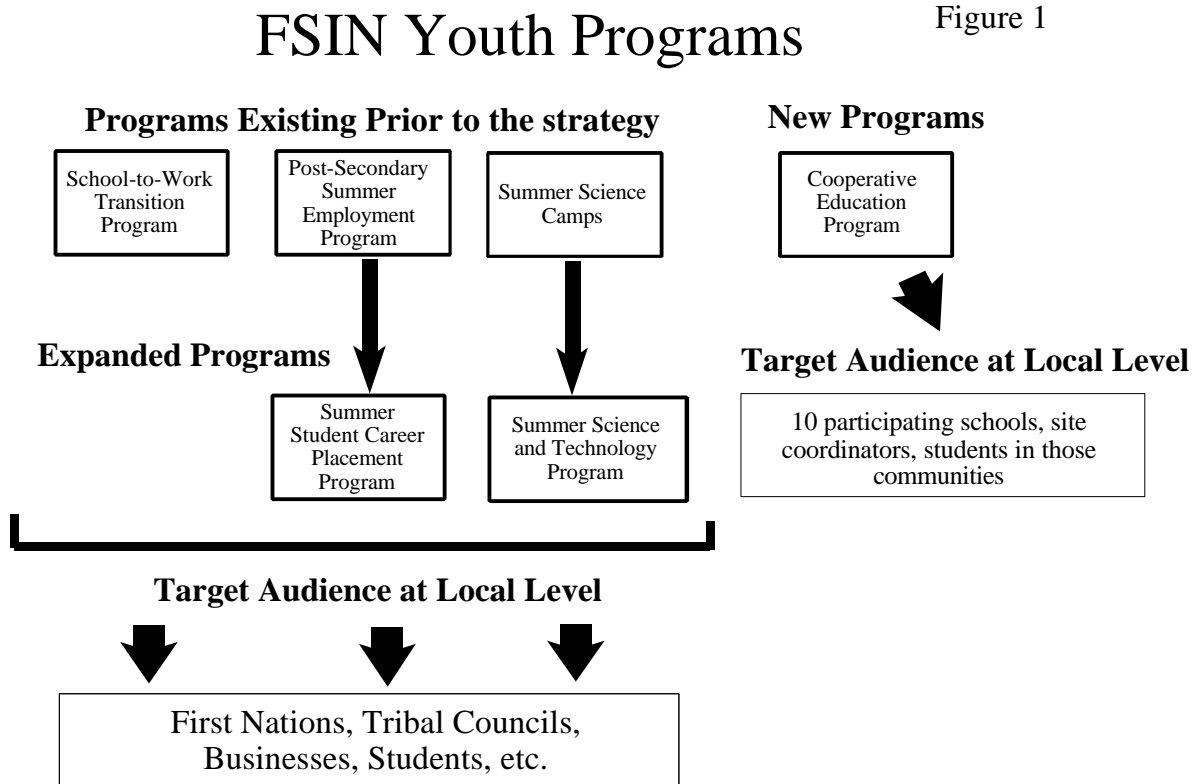 FSIN Youth Programs
Figure 1
Programs Existing Prior to the strategy
New Programs
School-to-Work
Transition
Program
Post-Secondary
Summer
Employment
Program
Summer Science
Camps
Cooperative
Education
Program
Expanded Programs
Summer
Student Career
Placement
Program
Summer Science
and Technology
Program
Target Audience at Local Level
10 participating schools, site
coordinators, students in those
communities
Target Audience at Local Level
First Nations, Tribal Councils,
Businesses, Students, etc.